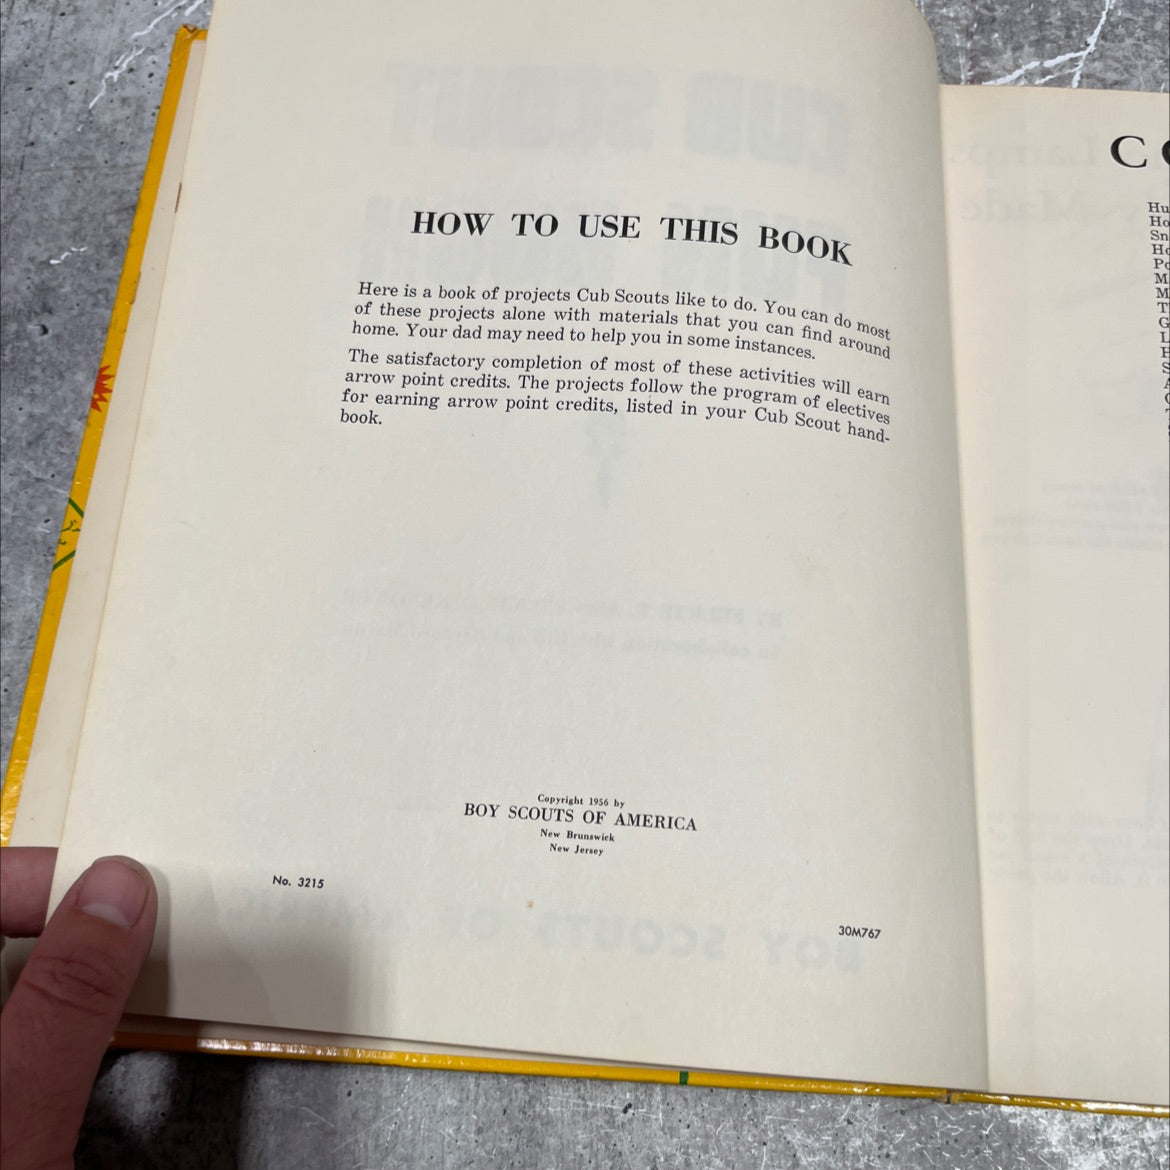 HOW TO USE THIS BOOK
Here is a book of projects Cub Scouts like to do. You can do most
of these projects alone with materials that you can find around
home. Your dad may need to help you in some instances.
The satisfactory completion of most of these activities will earn
arrow point credits. The projects follow the program of electives
for earning arrow point credits, listed in your Cub Scout hand-
book.
Copyright 1956 by
BOY SCOUTS OF AMERICA
New Brunswick
New Jersey
No. 3215
30M767